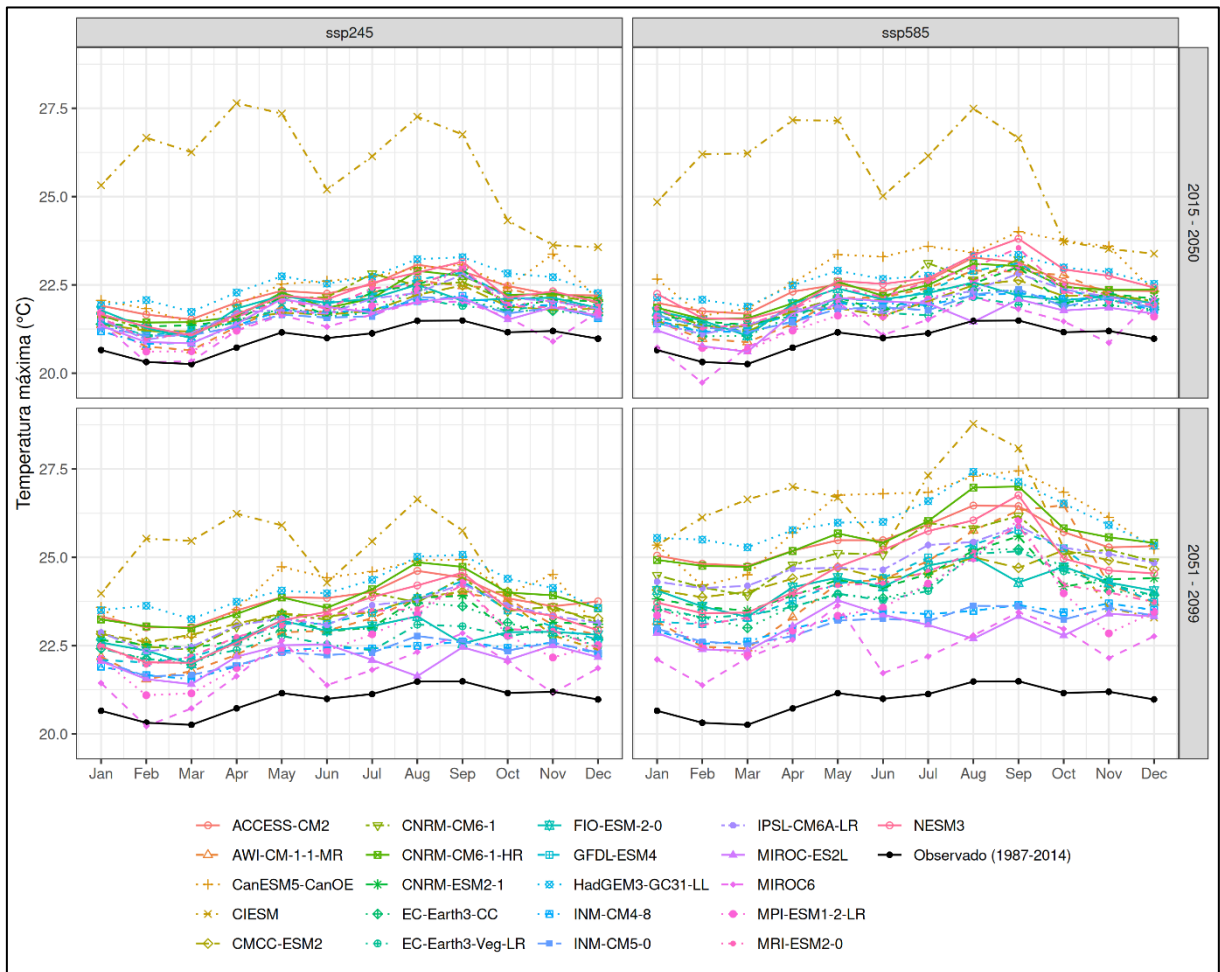 ssp245
ssp585
27.5
25.0
22.5
20.0
2015 - 2050
Temperatura máxima (°C)
27.5
25.0
22.5
20.0
2051 - 2099
Jan Feb Mar Apr May Jun Jul Aug Sep Oct Nov Dec
Jan Feb Mar Apr May Jun Jul Aug Sep Oct Nov Dec
ACCESS-CM2 CNRM-CM6-1 FIO-ESM-2-0 IPSL-CM6A-LR NESM3
AWI-CM-1-1-MR CNRM-CM6-1-HR GFDL-ESM4 MIROC-ES2L Observado (1987-2014)
CanESM5-CanOE CNRM-ESM2-1 HadGEM3-GC31-LL MIROC6
CIESM EC-Earth3-CC INM-CM4-8 MPI-ESM1-2-LR
CMCC-ESM2 EC-Earth3-Veg-LR INM-CM5-0 MRI-ESM2-0